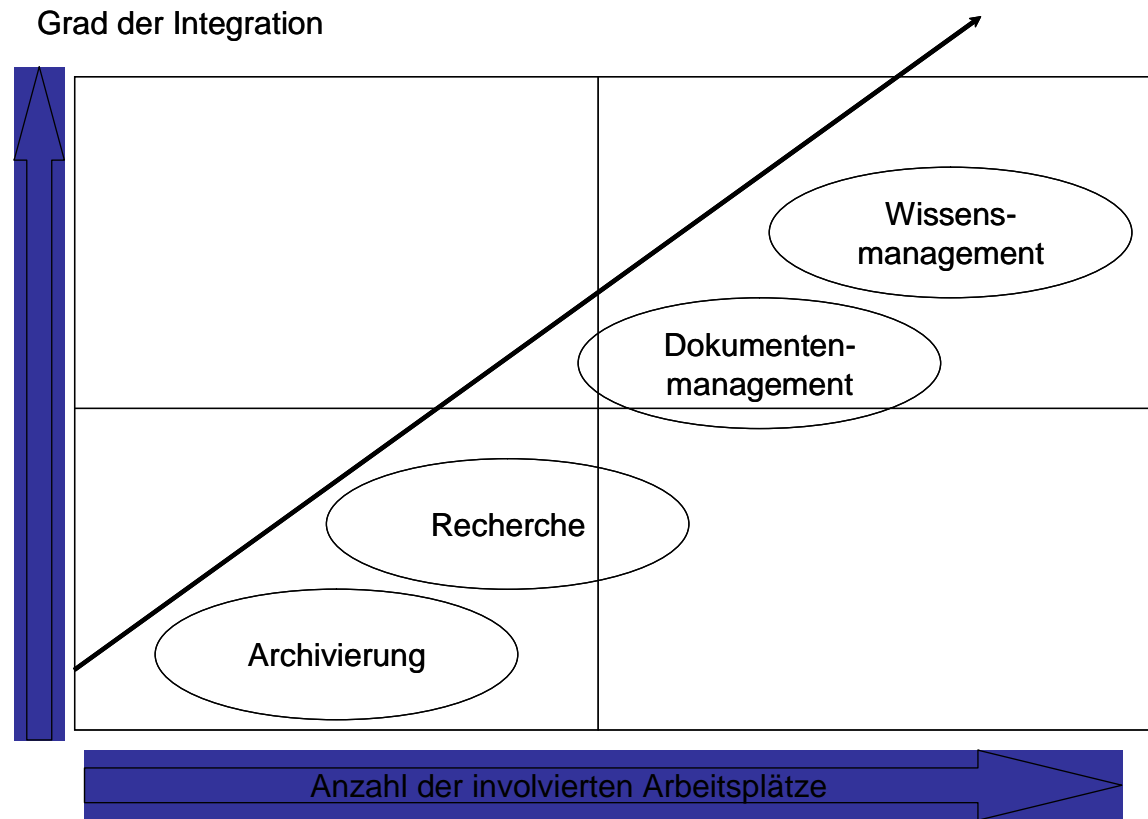 Grad der Integration
Wissens-
management
Dokumenten-
management
Recherche
Archivierung
Anzahl der involvierten Arbeitsplätze